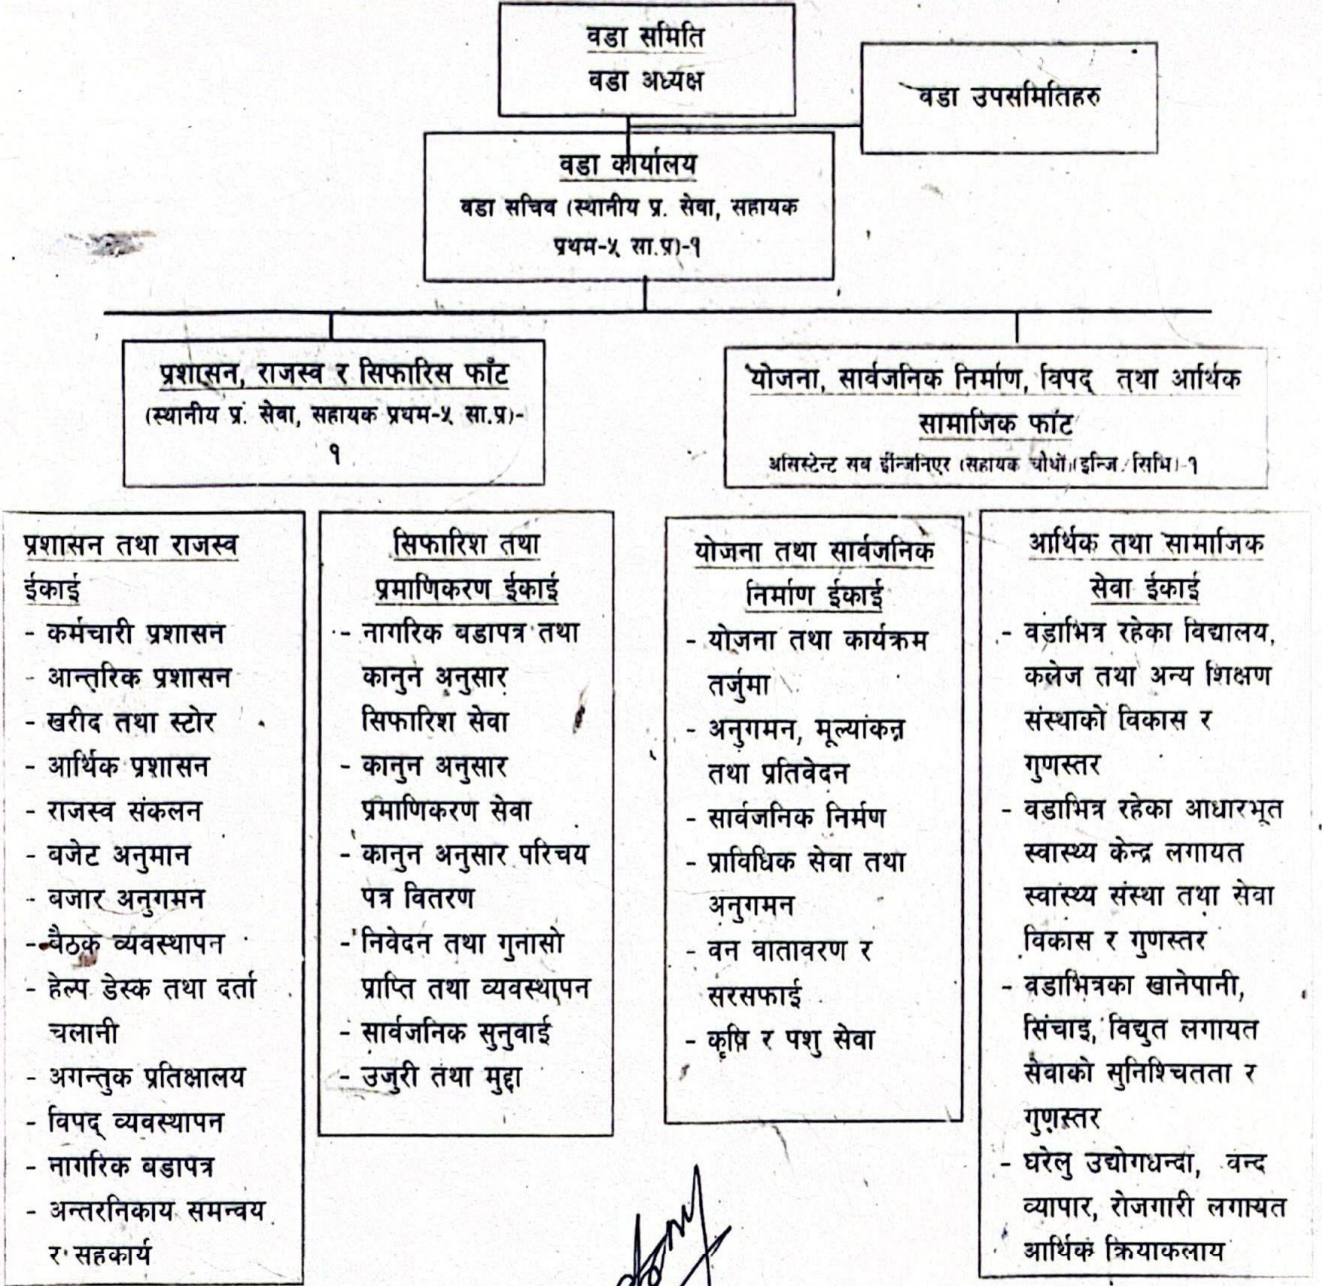 वडा समिति
वडा अध्यक्ष
वडा उपसमितिहरु
वडा कार्यालय
वडा सचिव (स्थानीय प्र. सेवा, सहायक
प्रथम-५ सा.प्र)-१
प्रशासन, राजस्व र सिफारिस फाँट
(स्थानीय प्र. सेवा, सहायक प्रथम-५ सा.प्र)-
१
योजना, सार्वजनिक निर्माण, विपद् तथा आर्थिक
सामाजिक फाँट
असिस्टेन्ट सब ईन्जिनिएर (सहायक चौथो)(इन्जि/सिभि)-१
प्रशासन तथा राजस्व
ईकाई
- कर्मचारी प्रशासन
- आन्तरिक प्रशासन
- खरीद तथा स्टोर
- आर्थिक प्रशासन
- राजस्व संकलन
- बजेट अनुमान
- बजार अनुगमन
- बैठक व्यवस्थापन
- हेल्प डेस्क तथा दर्ता
चलानी
- अगन्तुक प्रतिक्षालय
- विपद् व्यवस्थापन
- नागरिक बडापत्र
- अन्तरनिकाय समन्वय
र सहकार्य
सिफारिश तथा
प्रमाणिकरण ईकाई
- नागरिक बडापत्र तथा
कानुन अनुसार
सिफारिश सेवा
- कानुन अनुसार
प्रमाणिकरण सेवा
- कानुन अनुसार परिचय
पत्र वितरण
- निवेदन तथा गुनासो
प्राप्ति तथा व्यवस्थापन
- सार्वजनिक सुनुवाई
- उजुरी तथा मुद्दा
योजना तथा सार्वजनिक
निर्माण ईकाई
- योजना तथा कार्यक्रम
तर्जुमा
- अनुगमन, मूल्यांकन
तथा प्रतिवेदन
- सार्वजनिक निर्मण
- प्राविधिक सेवा तथा
अनुगमन
- वन वातावरण र
सरसफाई
- कृषि र पशु सेवा
आर्थिक तथा सामाजिक
सेवा ईकाई
- वडाभित्र रहेका विद्यालय,
कलेज तथा अन्य शिक्षण
संस्थाको विकास र
गुणस्तर
- वडाभित्र रहेका आधारभूत
स्वास्थ्य केन्द्र लगायत
स्वास्थ्य संस्था तथा सेवा
विकास र गुणस्तर
- वडाभित्रका खानेपानी,
सिंचाइ, विद्युत लगायत
सेवाको सुनिश्चितता र
गुणस्तर
- घरेलु उद्योगधन्दा, वन्द
व्यापार, रोजगारी लगायत
आर्थिक क्रियाकलाय